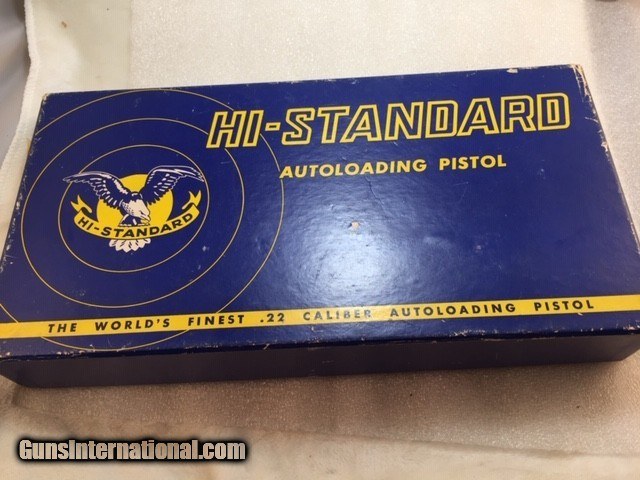 HI-STANDARD
AUTOLOADING PISTOL
HI-STANDARD
THE WORLD'S FINEST .22 CALIBER AUTOLOADING PISTOL
GunsInternational.com